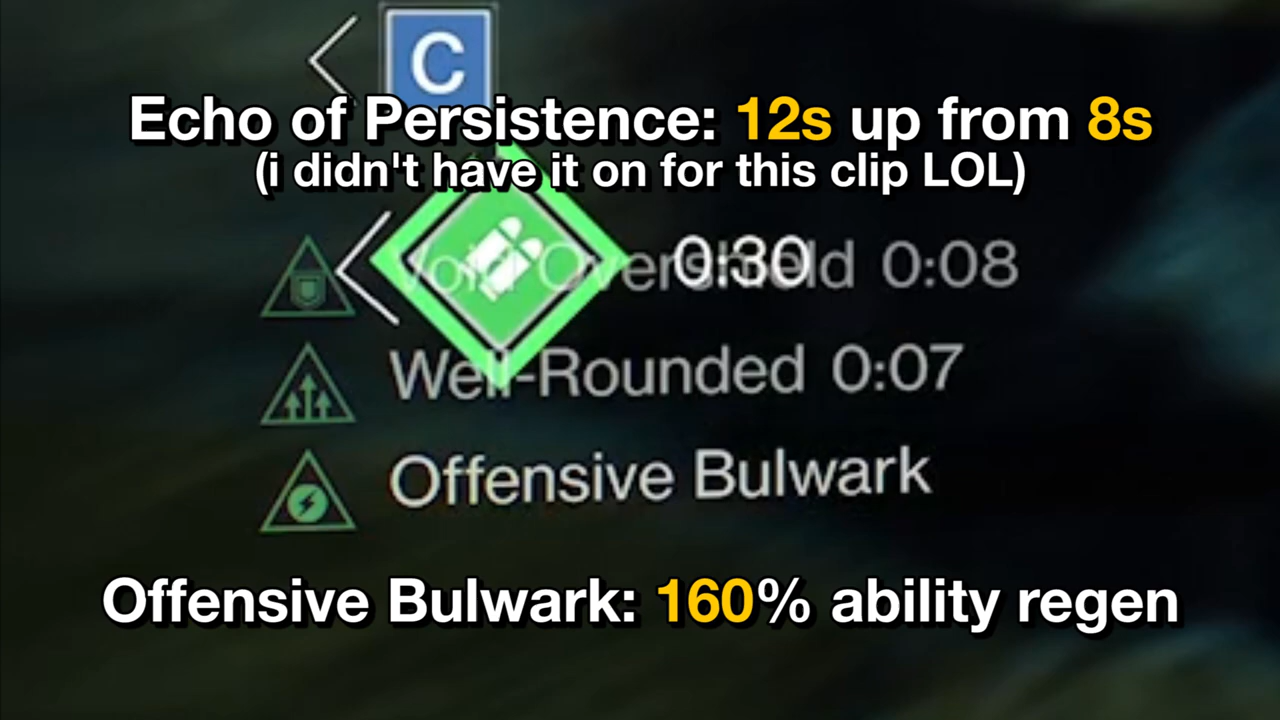 C
Echo of Persistence: 12s up from 8s
(i didn't have it on for this clip LOL)
0:30
Void Overshield 0:08
Well-Rounded 0:07
Offensive Bulwark
Offensive Bulwark: 160% ability regen